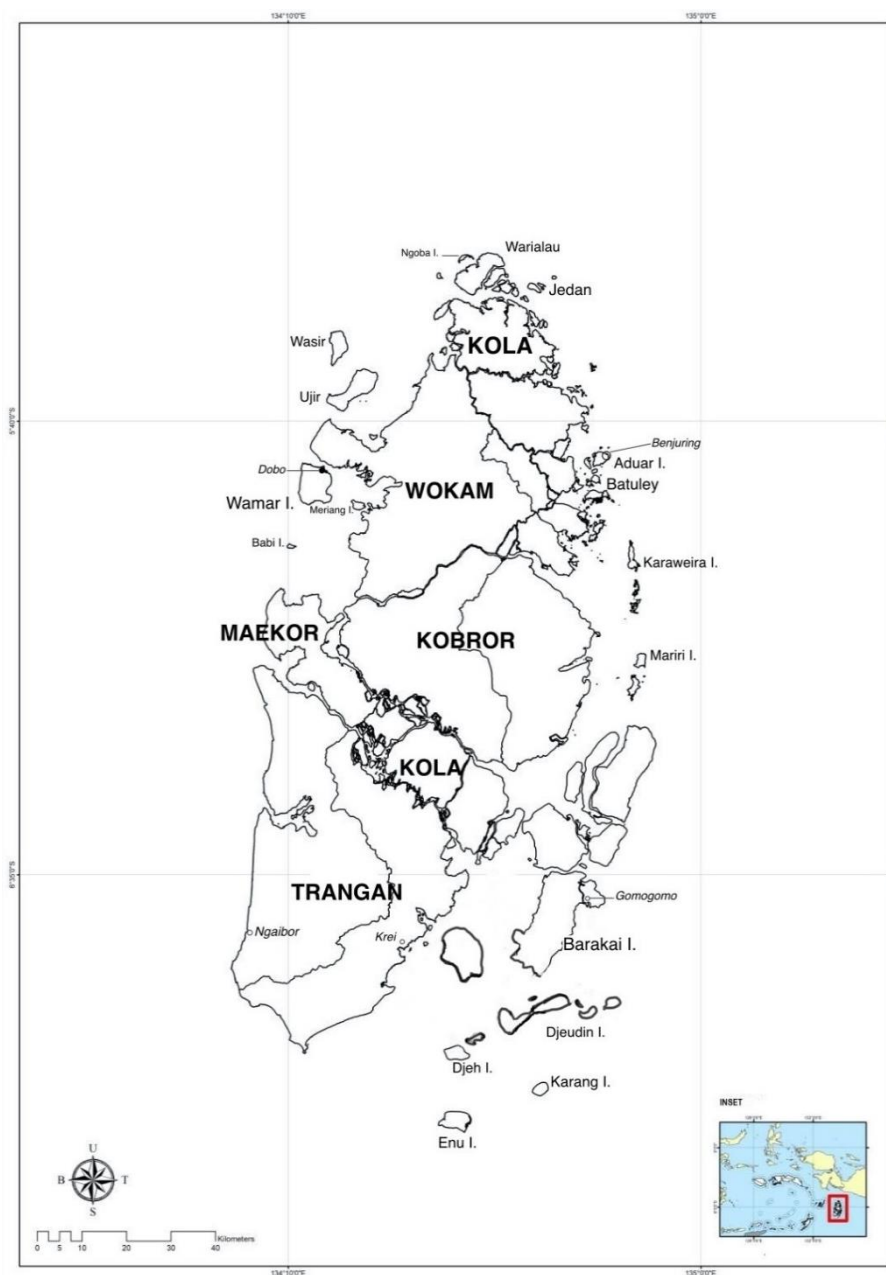 134°10'0"E 135°0'0"E
Ngoba I. Warialau
Jedan
KOLA
Wasir
Ujir
5°40'0"S
Benjuring
Dobo
Aduar I.
WOKAM
Batuley
Wamar I.
Meriang I.
Babi I.
Karaweira I.
MAEKOR
KOBROR
Mariri I.
KOLA
6°35'0"S
TRANGAN
Gomogomo
Ngaibor
Krei
Barakai I.
Djeudin I.
Djeh I.
Karang I.
INSET
Enu I.
U
B T
S
Kilometers
0 5 10 20 30 40
134°10'0"E 135°0'0"E